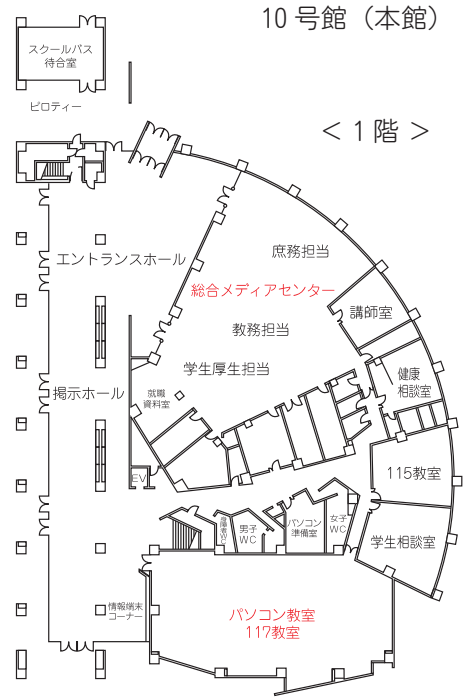 10号館（本館）
スクールバス
待合室
ピロティー
＜１階＞
庶務担当
エントランスホール
総合メディアセンター
講師室
教務担当
学生厚生担当
健康
相談室
掲示ホール
就職
資料室
EV
115教室
男子
WC
パソコン
準備室
女子
WC
学生相談室
情報端末
コーナー
パソコン教室
117教室